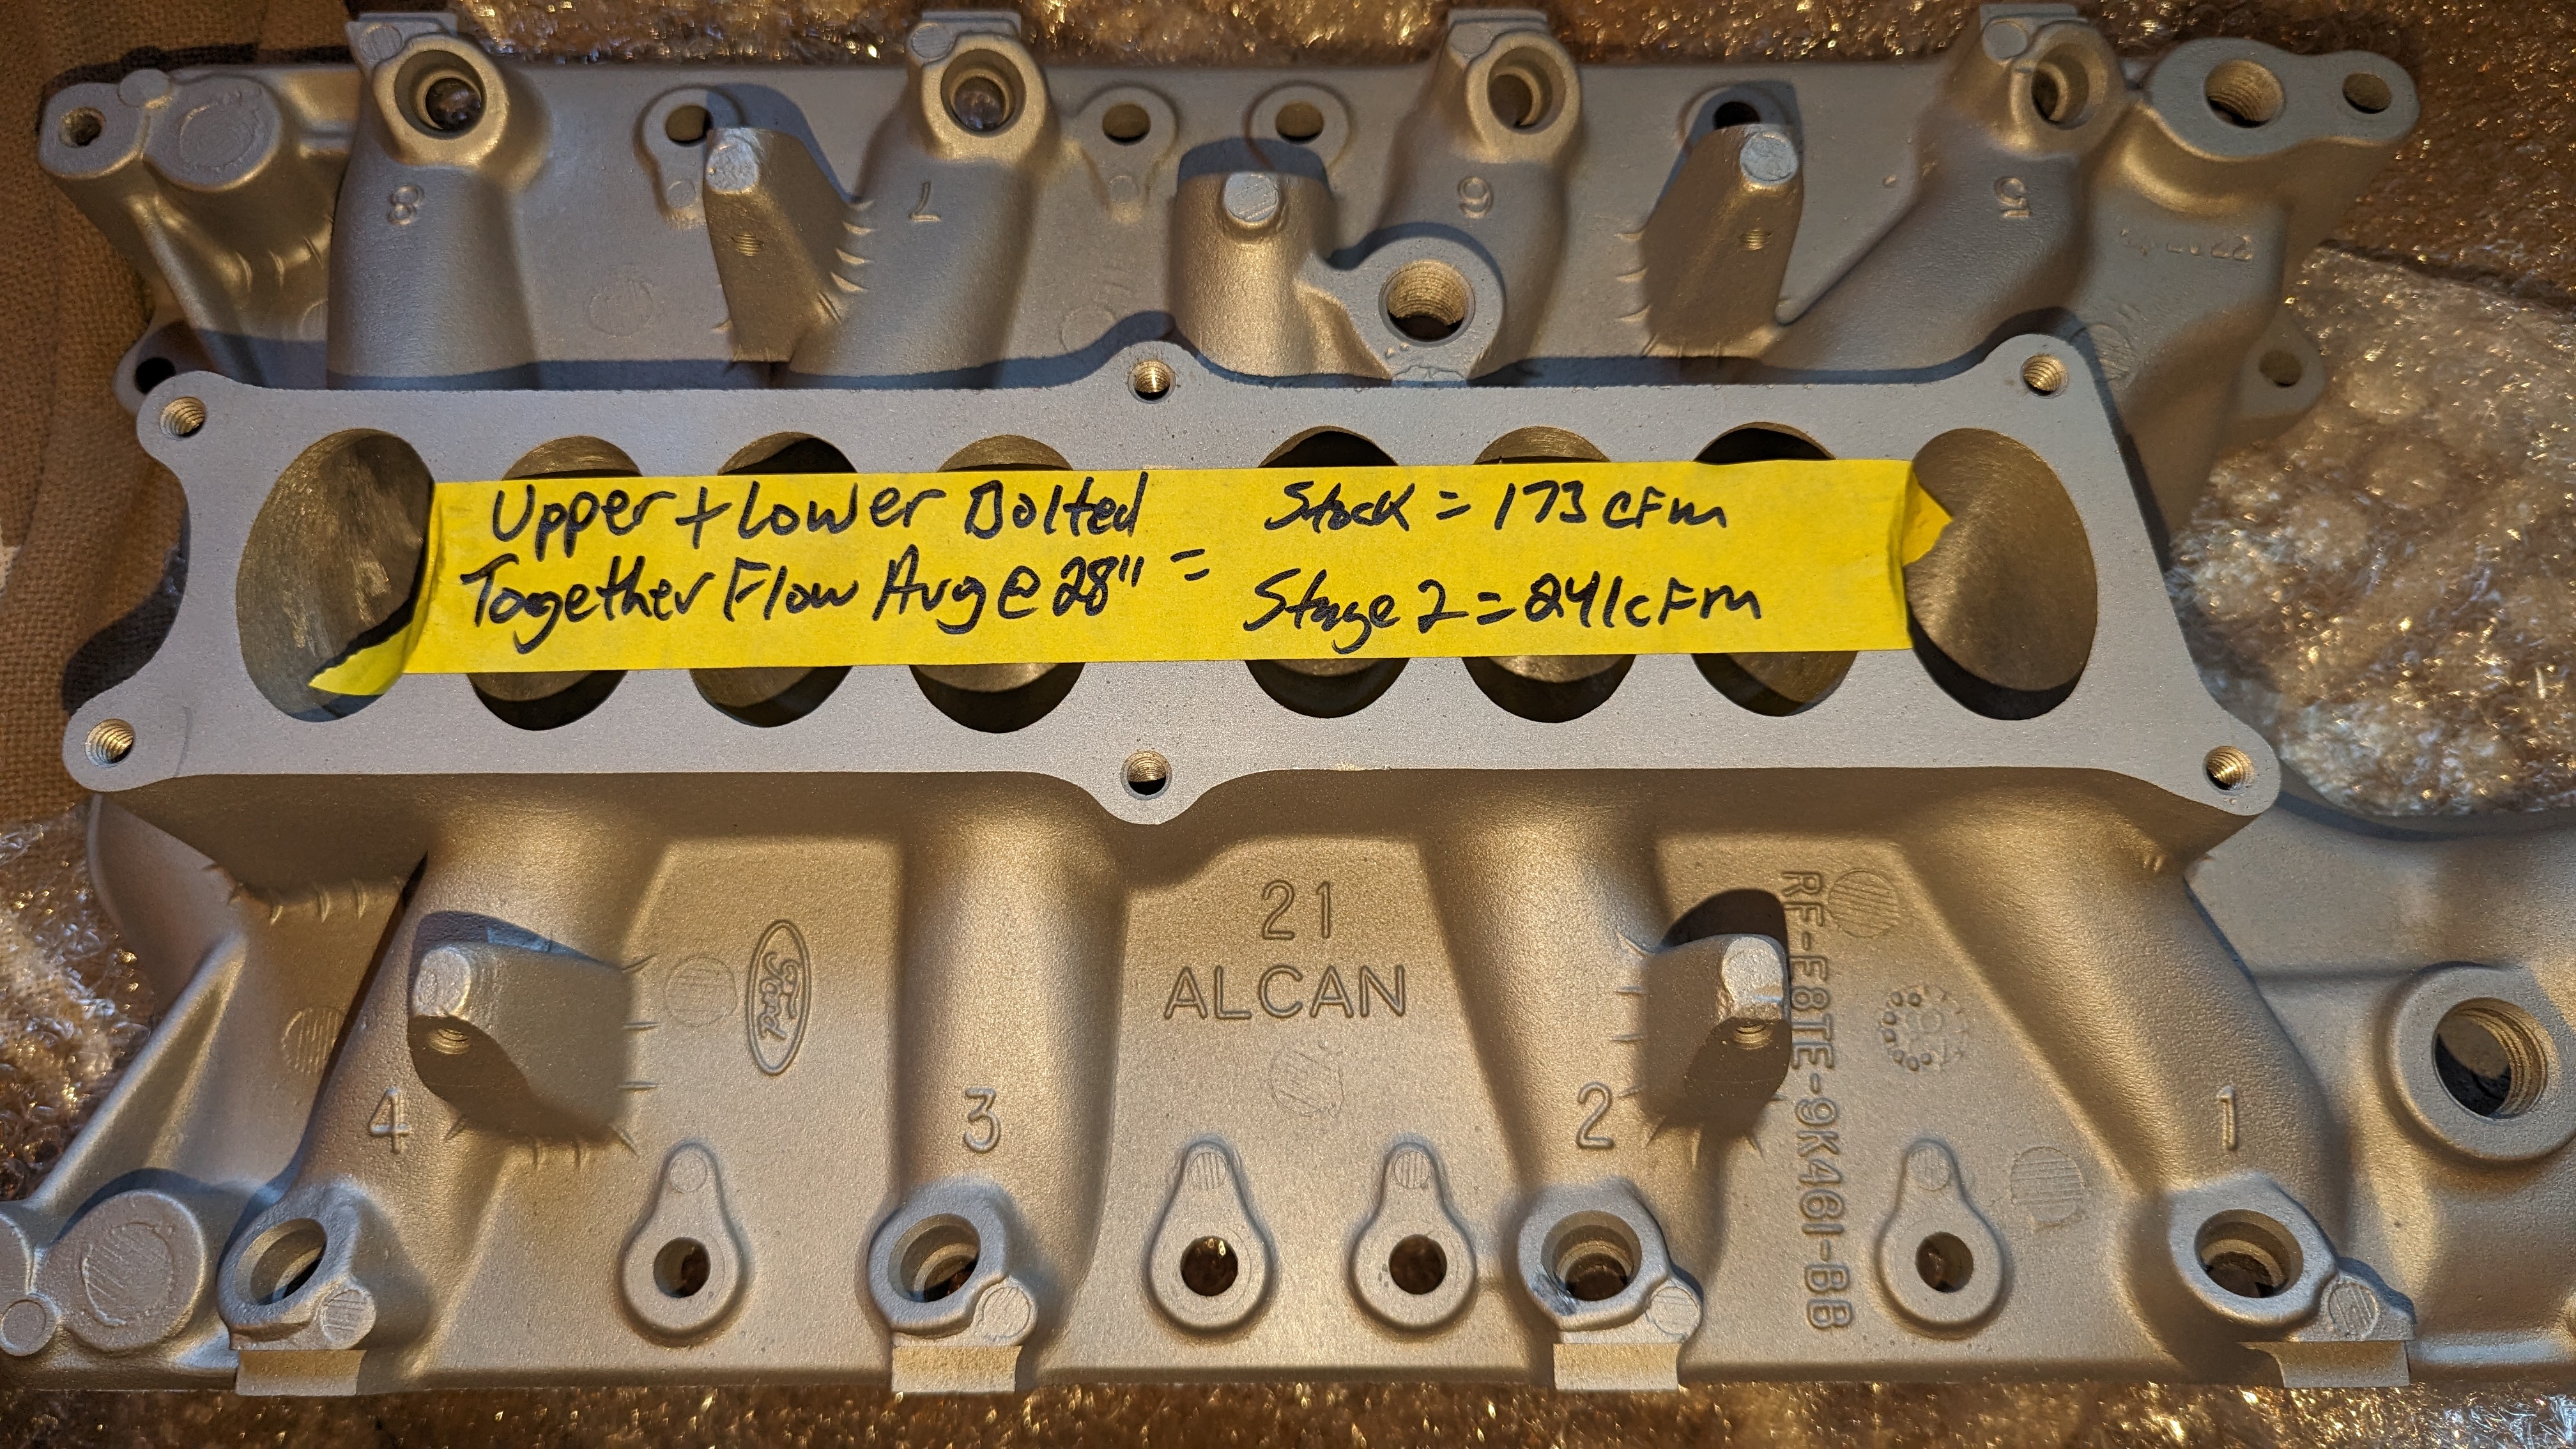 8
7
6
5
Upper + Lower Bolted
Together Flow Avg @ 28" =
Stock = 173 cfm
Stage 2 = 241 cfm
Ford
21
ALCAN
RF-E8TE-9K461-BB
4
3
2
1